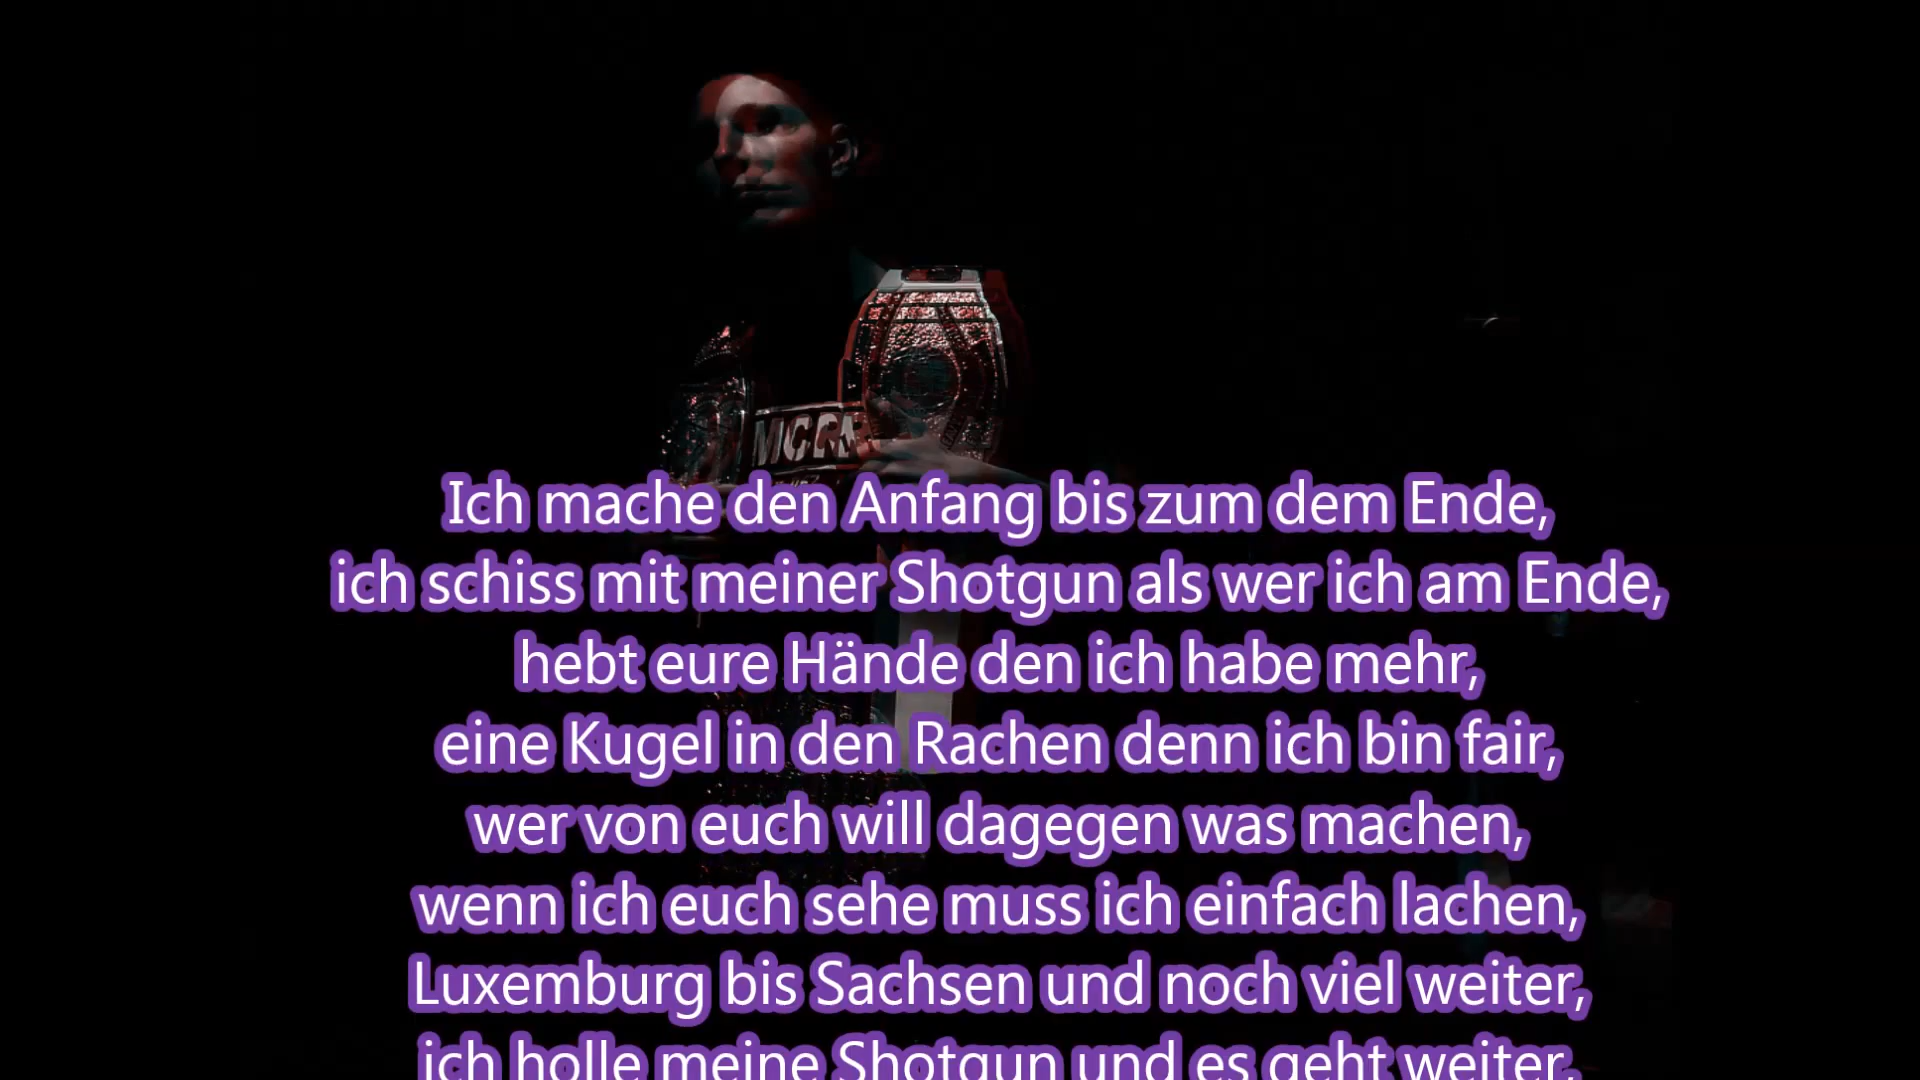 MCR
Ich mache den Anfang bis zum dem Ende,
ich schiss mit meiner Shotgun als wer ich am Ende,
hebt eure Hände den ich habe mehr,
eine Kugel in den Rachen denn ich bin fair,
wer von euch will dagegen was machen,
wenn ich euch sehe muss ich einfach lachen,
Luxemburg bis Sachsen und noch viel weiter,
ich holle meine Shotgun und es geht weiter,